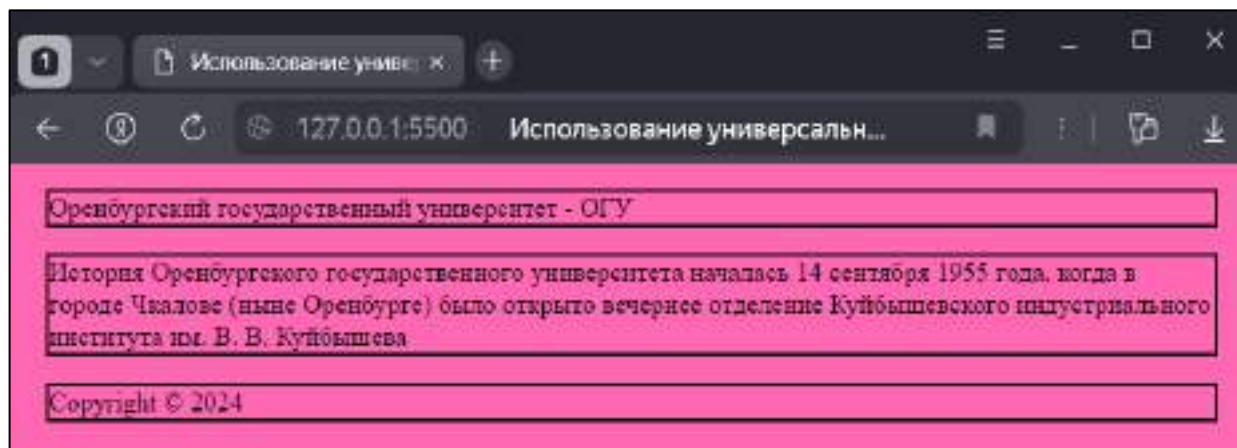 1
Использование униве
127.0.0.1:5500 Использование универсальн...
Оренбургский государственный университет - ОГУ
История Оренбургского государственного университета началась 14 сентября 1955 года, когда в
городе Чкалове (ныне Оренбурге) было открыто вечернее отделение Куйбышевского индустриального
института им. В. В. Куйбышева
Copyright © 2024